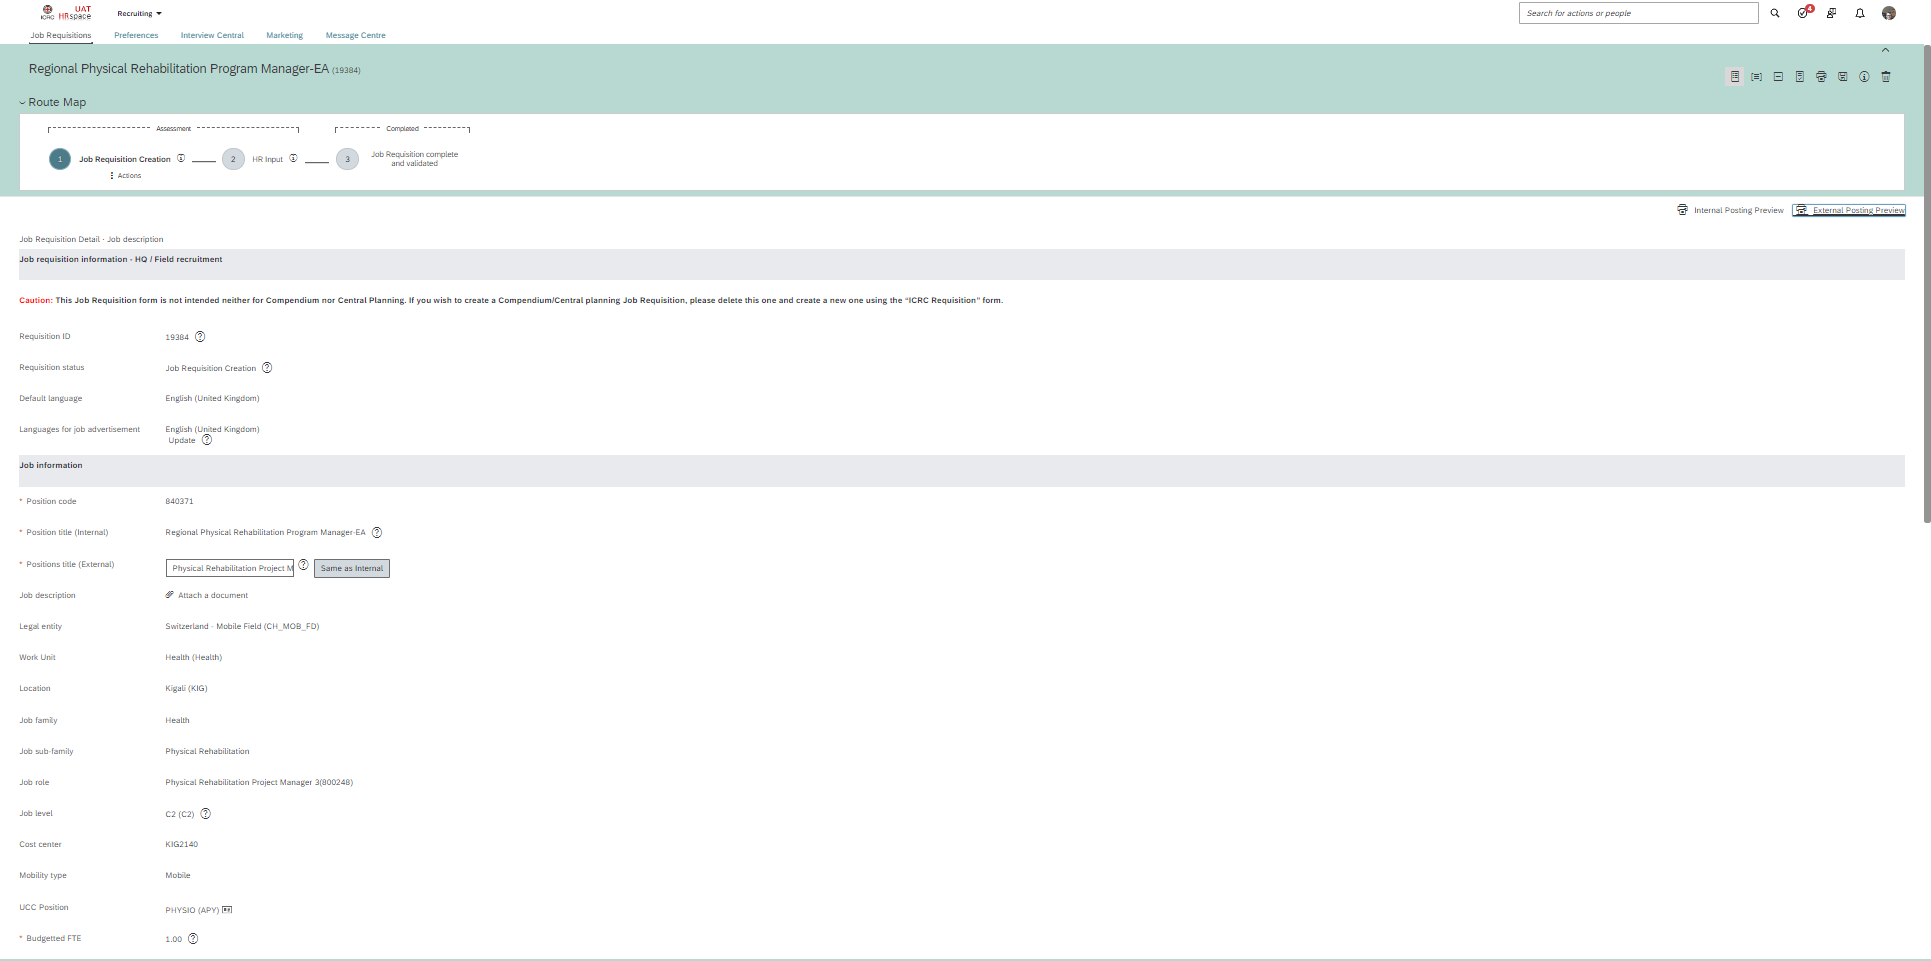 ICRC
UAT
HRspace
Recruiting
Search for actions or people
4
Job Requisitions
Preferences
Interview Central
Marketing
Message Centre
Regional Physical Rehabilitation Program Manager-EA (19384)
Route Map
Assessment
Completed
1
Job Requisition Creation
2
HR Input
3
Job Requisition complete
and validated
Actions
Internal Posting Preview
External Posting Preview
Job Requisition Detail - Job description
Job requisition information - HQ / Field recruitment
Caution: This Job Requisition form is not intended neither for Compendium nor Central Planning. If you wish to create a Compendium/Central planning Job Requisition, please delete this one and create a new one using the “ICRC Requisition” form.
Requisition ID
19384
Requisition status
Job Requisition Creation
Default language
English (United Kingdom)
Languages for job advertisement
English (United Kingdom)
Update
Job information
* Position code
840371
* Position title (Internal)
Regional Physical Rehabilitation Program Manager-EA
* Positions title (External)
Physical Rehabilitation Project M
Same as Internal
Job description
Attach a document
Legal entity
Switzerland - Mobile Field (CH_MOB_FD)
Work Unit
Health (Health)
Location
Kigali (KIG)
Job family
Health
Job sub-family
Physical Rehabilitation
Job role
Physical Rehabilitation Project Manager 3(800248)
Job level
C2 (C2)
Cost center
KIG2140
Mobility type
Mobile
UCC Position
PHYSIO (APY)
* Budgetted FTE
1.00